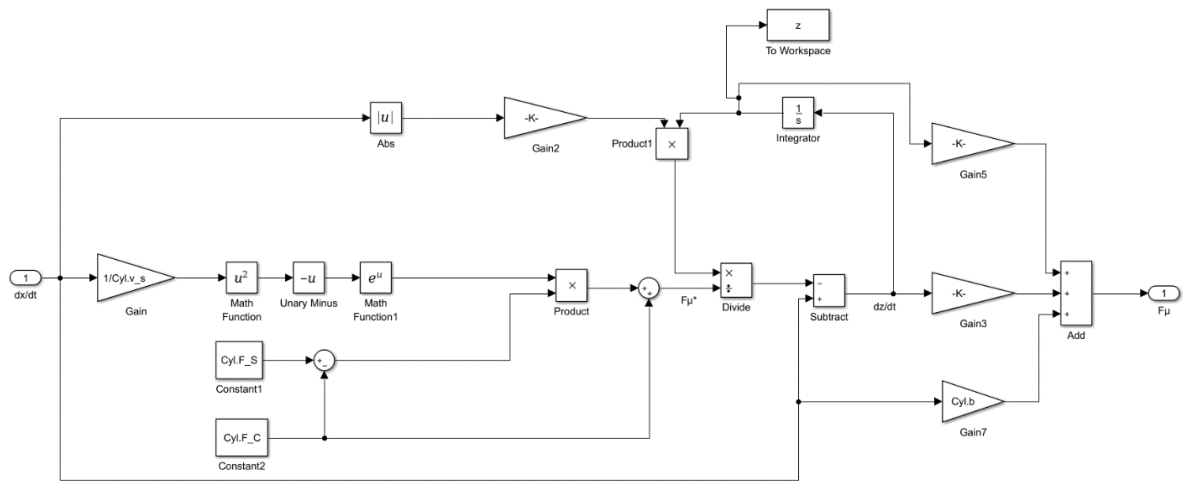 z
To Workspace
|u|
Abs
-K-
Gain2
Product1
×
1
s
Integrator
-K-
Gain5
1
dx/dt
1/Cyl.v_s
Gain
u²
Math
Function
-u
Unary Minus
eᵘ
Math
Function1
×
Product
+
+
Fμ*
×
÷
Divide
−
+
Subtract
dz/dt
-K-
Gain3
+
+
+
Add
1
Fμ
Cyl.F_S
Constant1
+
−
Cyl.b
Gain7
Cyl.F_C
Constant2